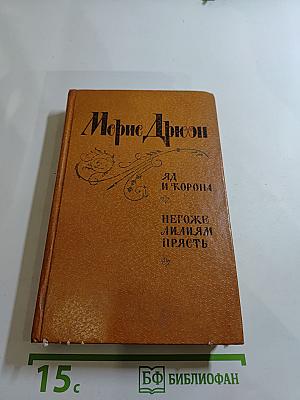 Морис Дрюон
ЯД
И КОРОНА
НЕГОЖЕ
ЛИЛИЯМ
ПРЯСТЬ
15с
БФ БИБЛИОФАН